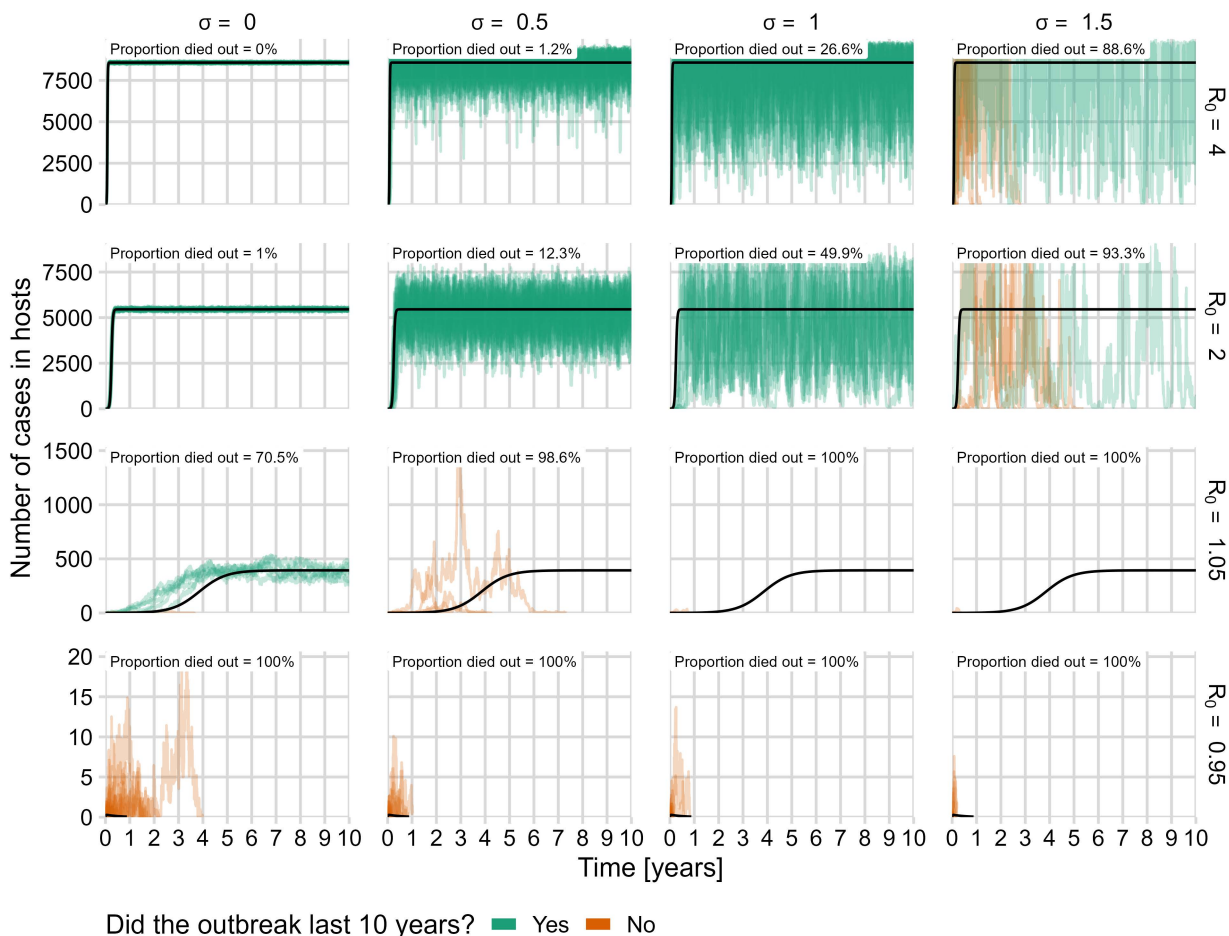 σ = 0 σ = 0.5 σ = 1 σ = 1.5
Proportion died out = 0% Proportion died out = 1.2% Proportion died out = 26.6% Proportion died out = 88.6%
7500
5000
2500
0
R₀ = 4
Proportion died out = 1% Proportion died out = 12.3% Proportion died out = 49.9% Proportion died out = 93.3%
7500
5000
2500
0
R₀ = 2
Number of cases in hosts
1500
Proportion died out = 70.5% Proportion died out = 98.6% Proportion died out = 100% Proportion died out = 100%
1000
500
0
R₀ = 1.05
20
Proportion died out = 100% Proportion died out = 100% Proportion died out = 100% Proportion died out = 100%
15
10
5
0
R₀ = 0.95
0 1 2 3 4 5 6 7 8 9 10 0 1 2 3 4 5 6 7 8 9 10 0 1 2 3 4 5 6 7 8 9 10 0 1 2 3 4 5 6 7 8 9 10
Time [years]
Did the outbreak last 10 years? Yes No